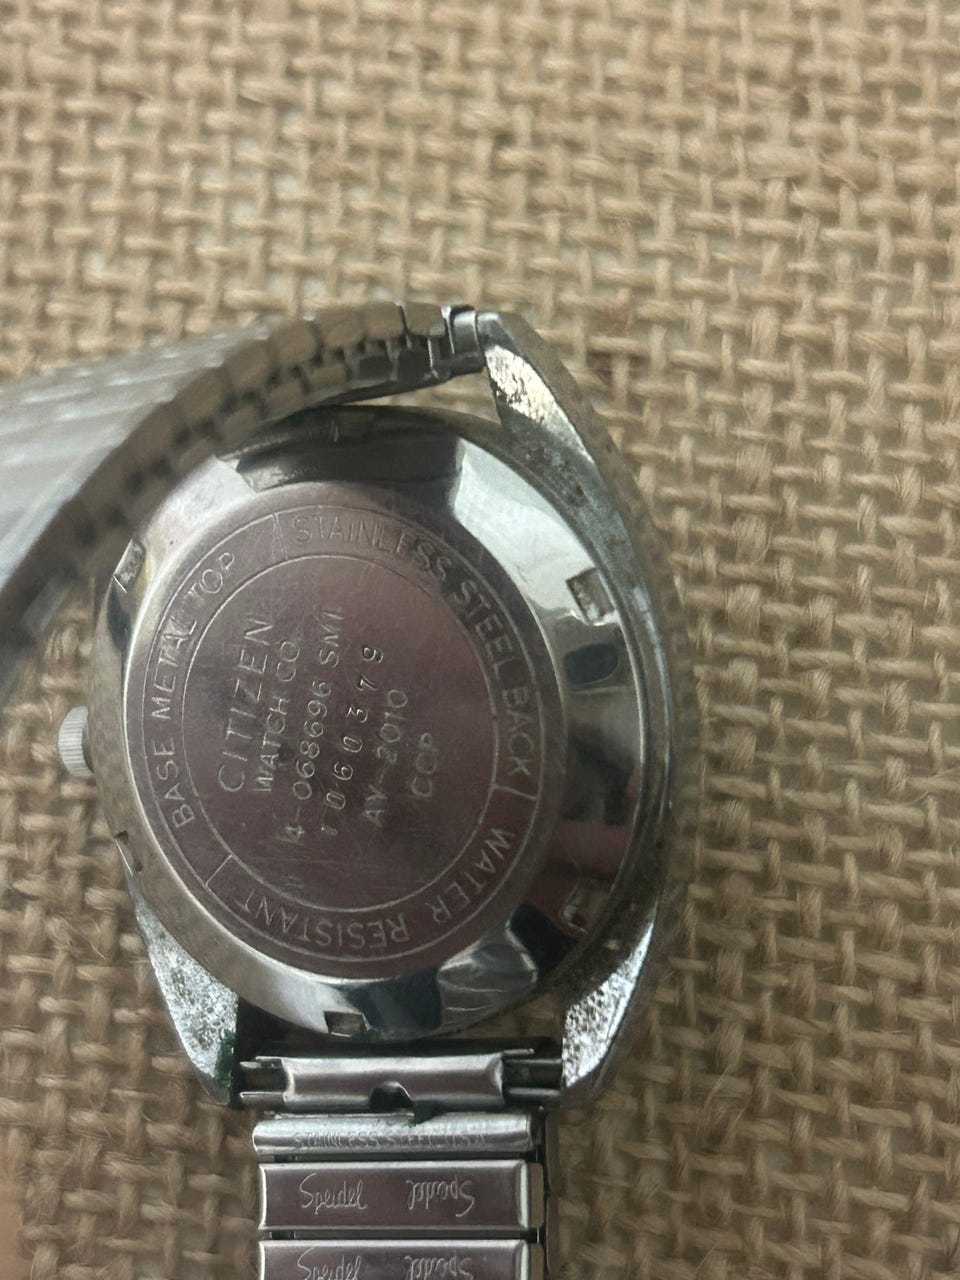 BASE METAL TOP
STAINLESS STEEL BACK
WATER RESISTANT
CITIZEN
WATCH CO.
4-068696 SMT
AY-2010
CCP
STAINLESS STEEL U.S.A
Speidel Speidel
Speidel Speidel